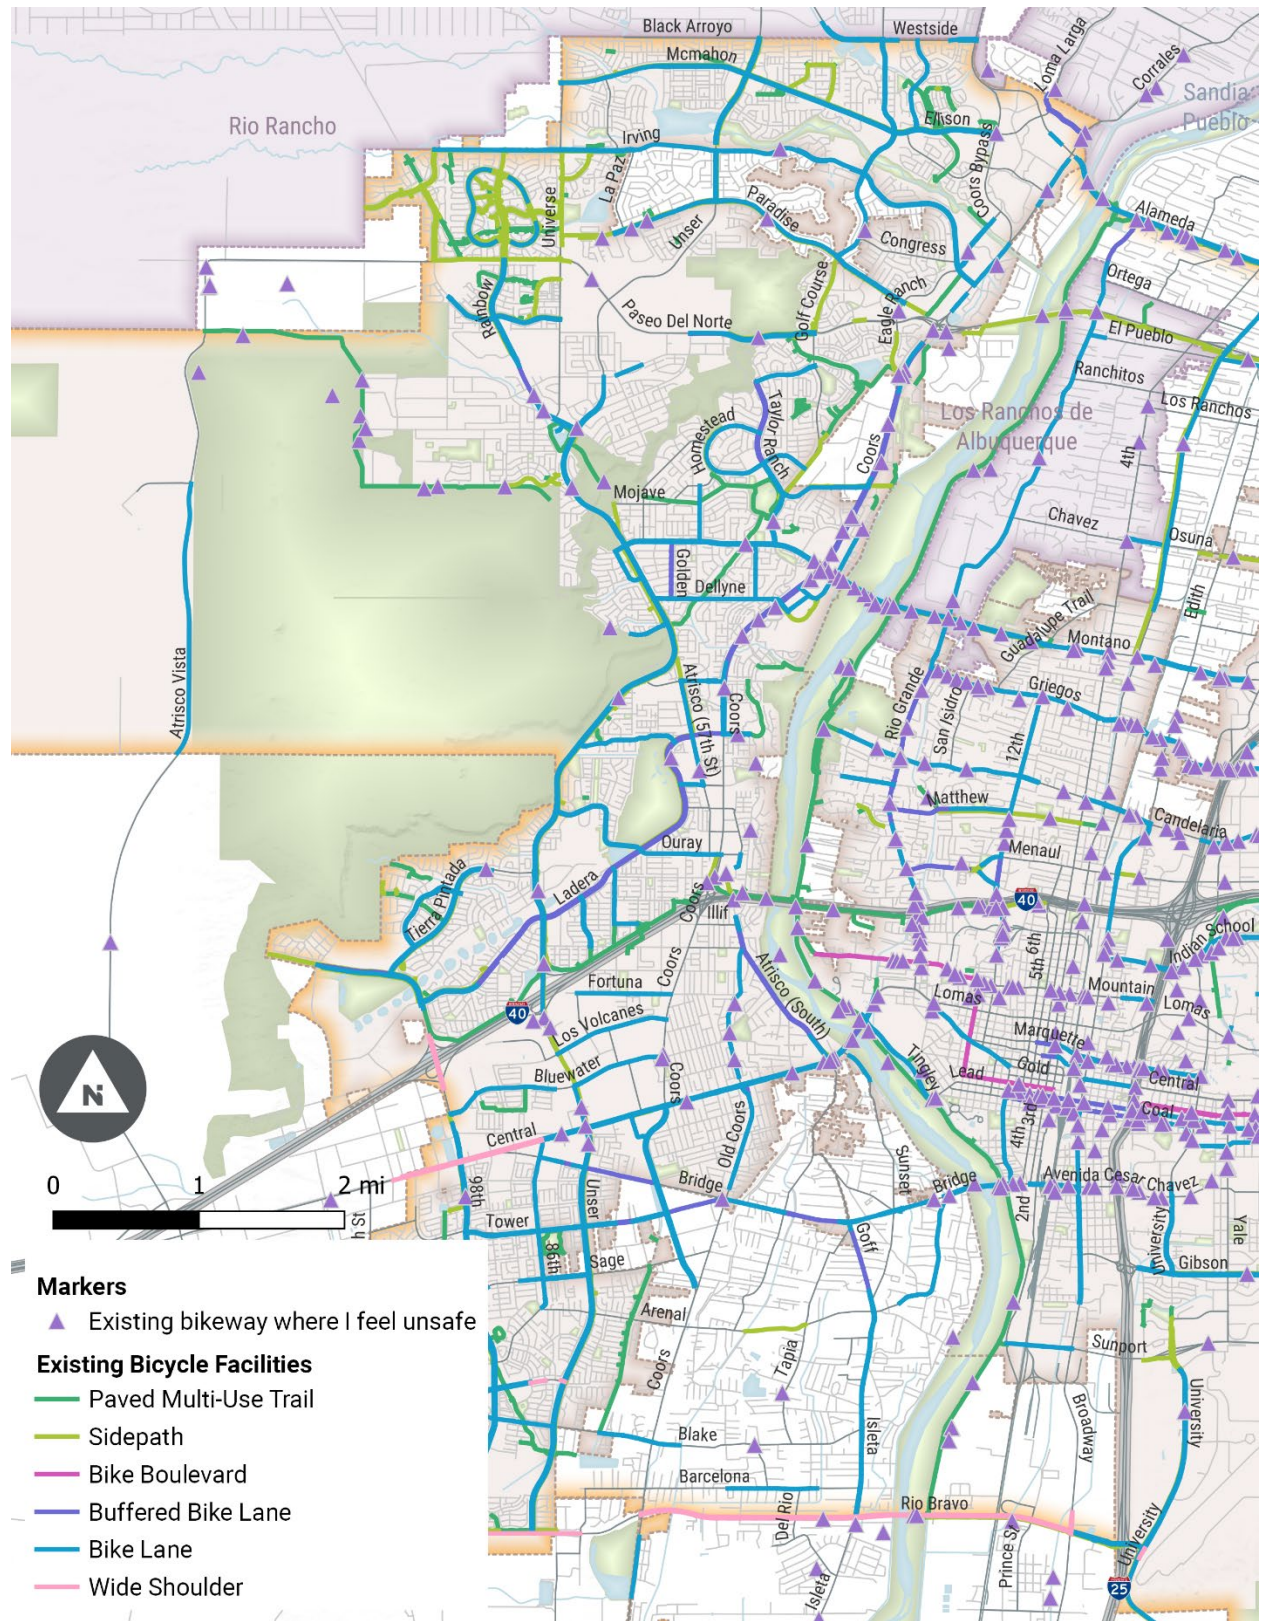 Black Arroyo
Westside
Mcmahon
Loma Larga
Corrales
Sandia
Pueblo
Rio Rancho
Irving
Ellison
La Paz
Coors Bypass
Universe
Paradise
Unser
Congress
Alameda
Ortega
Rainbow
Paseo Del Norte
Golf Course
Eagle Ranch
El Pueblo
Ranchitos
Los Ranchos
Los Ranchos de
Albuquerque
Homestead
Taylor Ranch
Coors
4th
Mojave
Chavez
Osuna
Golden
Dellyne
Edith
Guadalupe Trail
Montano
Atrisco Vista
Atrisco (57th St)
Coors
Rio Grande
San Isidro
Griegos
12th
Matthew
Candelaria
Ouray
Menaul
Ladera
Tierra Pintada
Coors
Illif
40
Indian School
5th
6th
Fortuna
Coors
Atrisco (South)
Lomas
Mountain
Lomas
40
Los Volcanes
Marquette
Tingley
Gold
Lead
Central
N
Bluewater
Coors
3rd
Coal
Central
Old Coors
4th
0
1
2 mi
98th
Bridge
Sunset
Bridge
Avenida Cesar Chavez
2nd
Unser
Tower
h St
University
Yale
Goff
86th
Sage
Gibson
Markers
Existing bikeway where I feel unsafe
Arenal
Existing Bicycle Facilities
Tapia
Sunport
Coors
Paved Multi-Use Trail
Sidepath
Isleta
Blake
Broadway
University
Bike Boulevard
Barcelona
Buffered Bike Lane
Del Rio
Rio Bravo
Bike Lane
Prince St
University
Wide Shoulder
Isleta
25